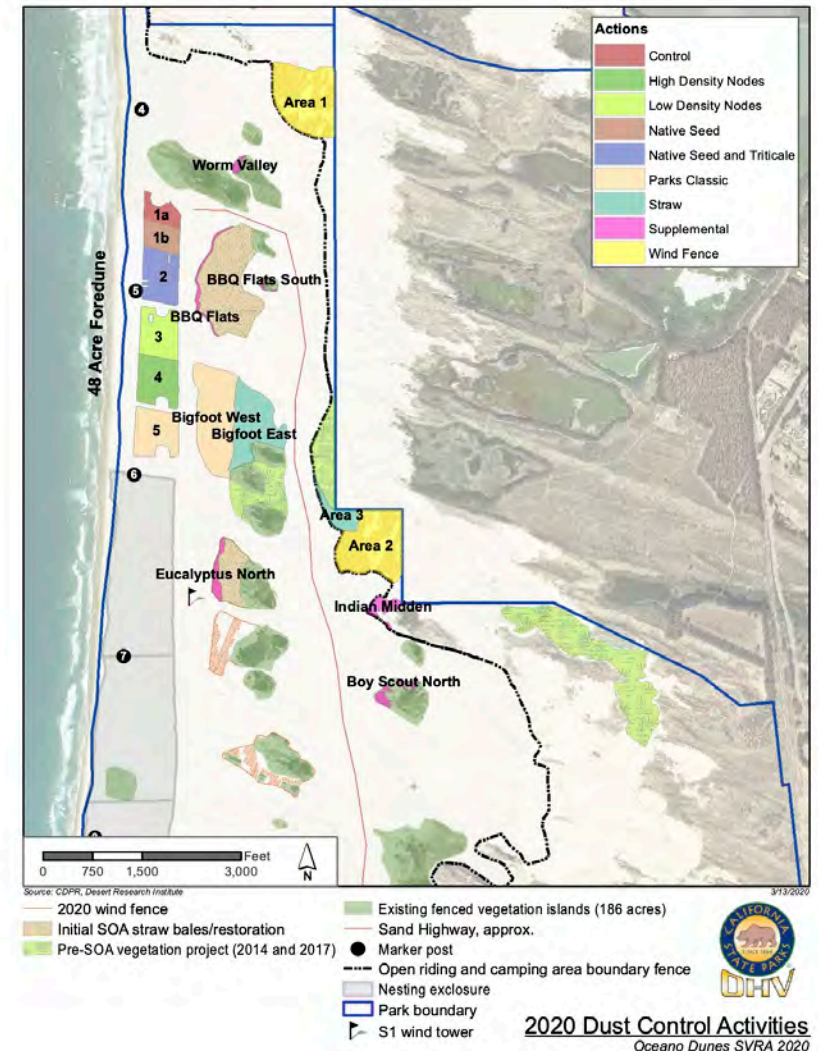 Actions
Control
High Density Nodes
Low Density Nodes
Native Seed
Native Seed and Triticale
Parks Classic
Straw
Supplemental
Wind Fence
Area 1
4
Worm Valley
1a
1b
2
5
BBQ Flats South
BBQ Flats
3
4
5
48 Acre Foredune
Bigfoot West
Bigfoot East
6
Area 3
Area 2
Eucalyptus North
Indian Midden
7
Boy Scout North
0 750 1,500 3,000
Feet
N
Source: CDPR, Desert Research Institute
3/13/2020
2020 wind fence
Initial SOA straw bales/restoration
Pre-SOA vegetation project (2014 and 2017)
Existing fenced vegetation islands (186 acres)
Sand Highway, approx.
Marker post
Open riding and camping area boundary fence
Nesting exclosure
Park boundary
S1 wind tower
CALIFORNIA
SINCE 1864
STATE PARKS
OHV
2020 Dust Control Activities
Oceano Dunes SVRA 2020